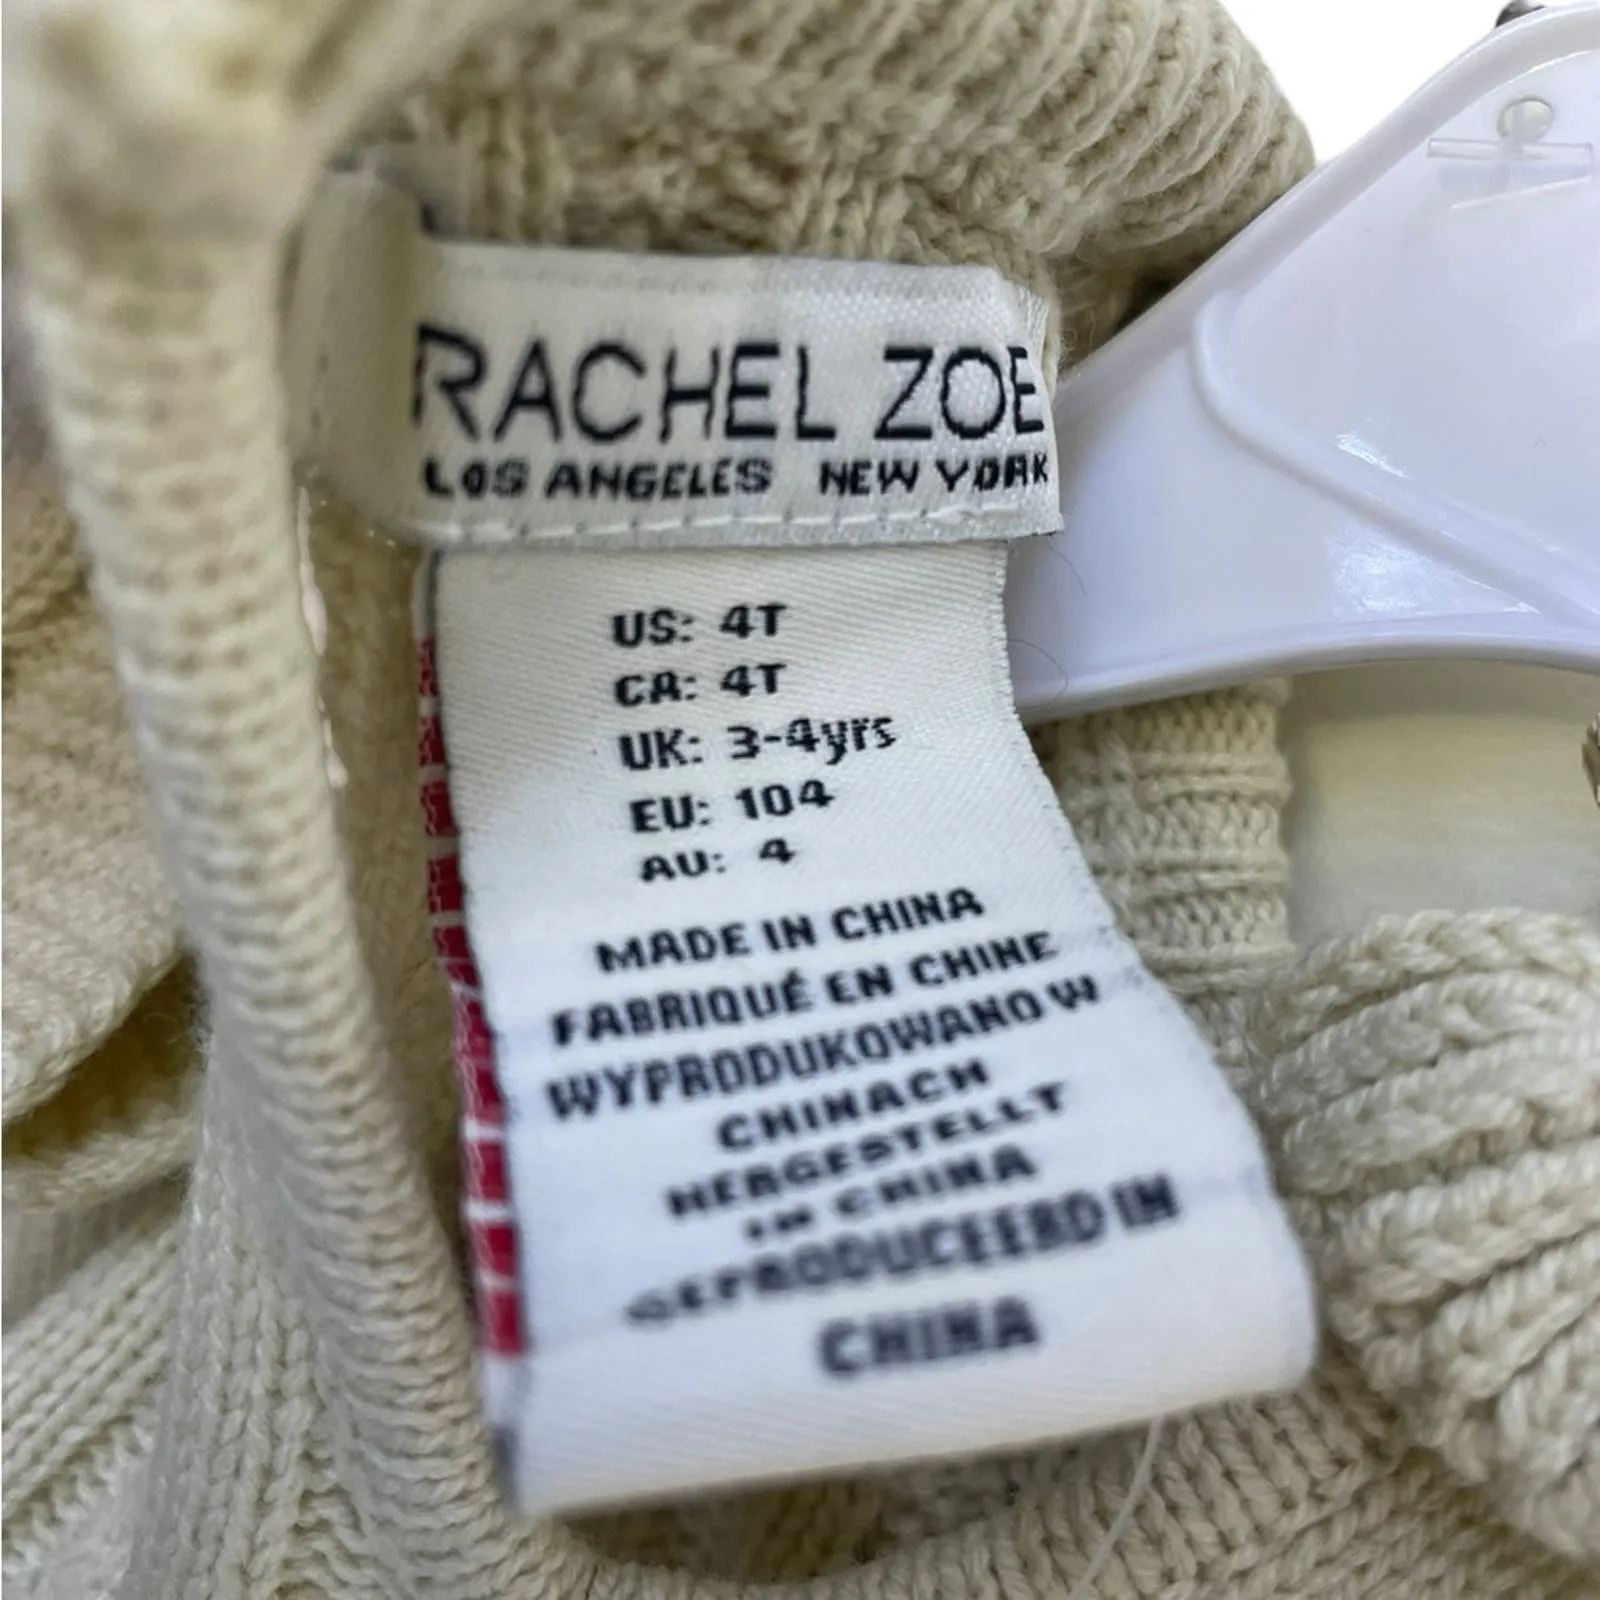 RACHEL ZOE
LOS ANGELES NEW YORK
US: 4T
CA: 4T
UK: 3-4yrs
EU: 104
AU: 4
MADE IN CHINA
FABRIQUÉ EN CHINE
WYPRODUKOWANO W
CHINACH
HERGESTELLT
IN CHINA
GEPRODUCEERD IN
CHINA